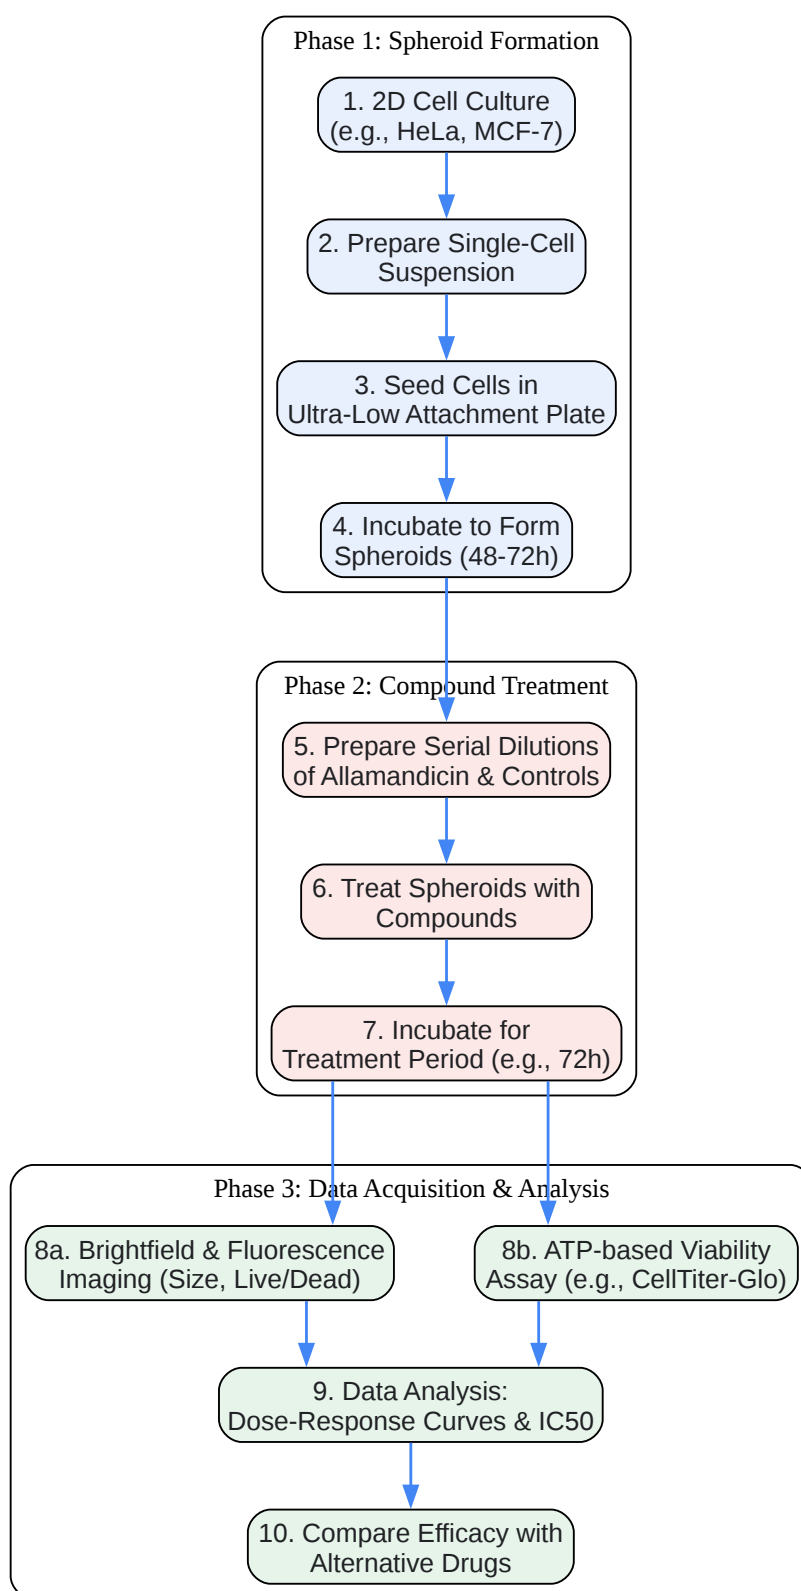 Phase 1: Spheroid Formation
1. 2D Cell Culture
(e.g., HeLa, MCF-7)
2. Prepare Single-Cell
Suspension
3. Seed Cells in
Ultra-Low Attachment Plate
4. Incubate to Form
Spheroids (48-72h)
Phase 2: Compound Treatment
5. Prepare Serial Dilutions
of Allamandicin & Controls
6. Treat Spheroids with
Compounds
7. Incubate for
Treatment Period (e.g., 72h)
Phase 3: Data Acquisition & Analysis
8a. Brightfield & Fluorescence
Imaging (Size, Live/Dead)
8b. ATP-based Viability
Assay (e.g., CellTiter-Glo)
9. Data Analysis:
Dose-Response Curves & IC50
10. Compare Efficacy with
Alternative Drugs